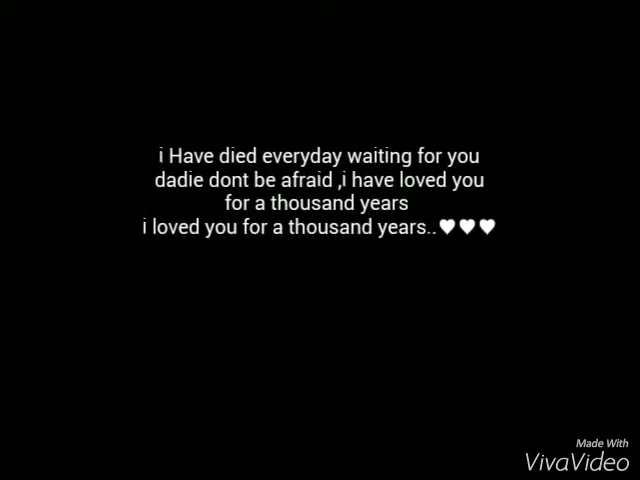 i Have died everyday waiting for you
dadie dont be afraid ,i have loved you
for a thousand years
i loved you for a thousand years..♥♥♥
Made With
VivaVideo